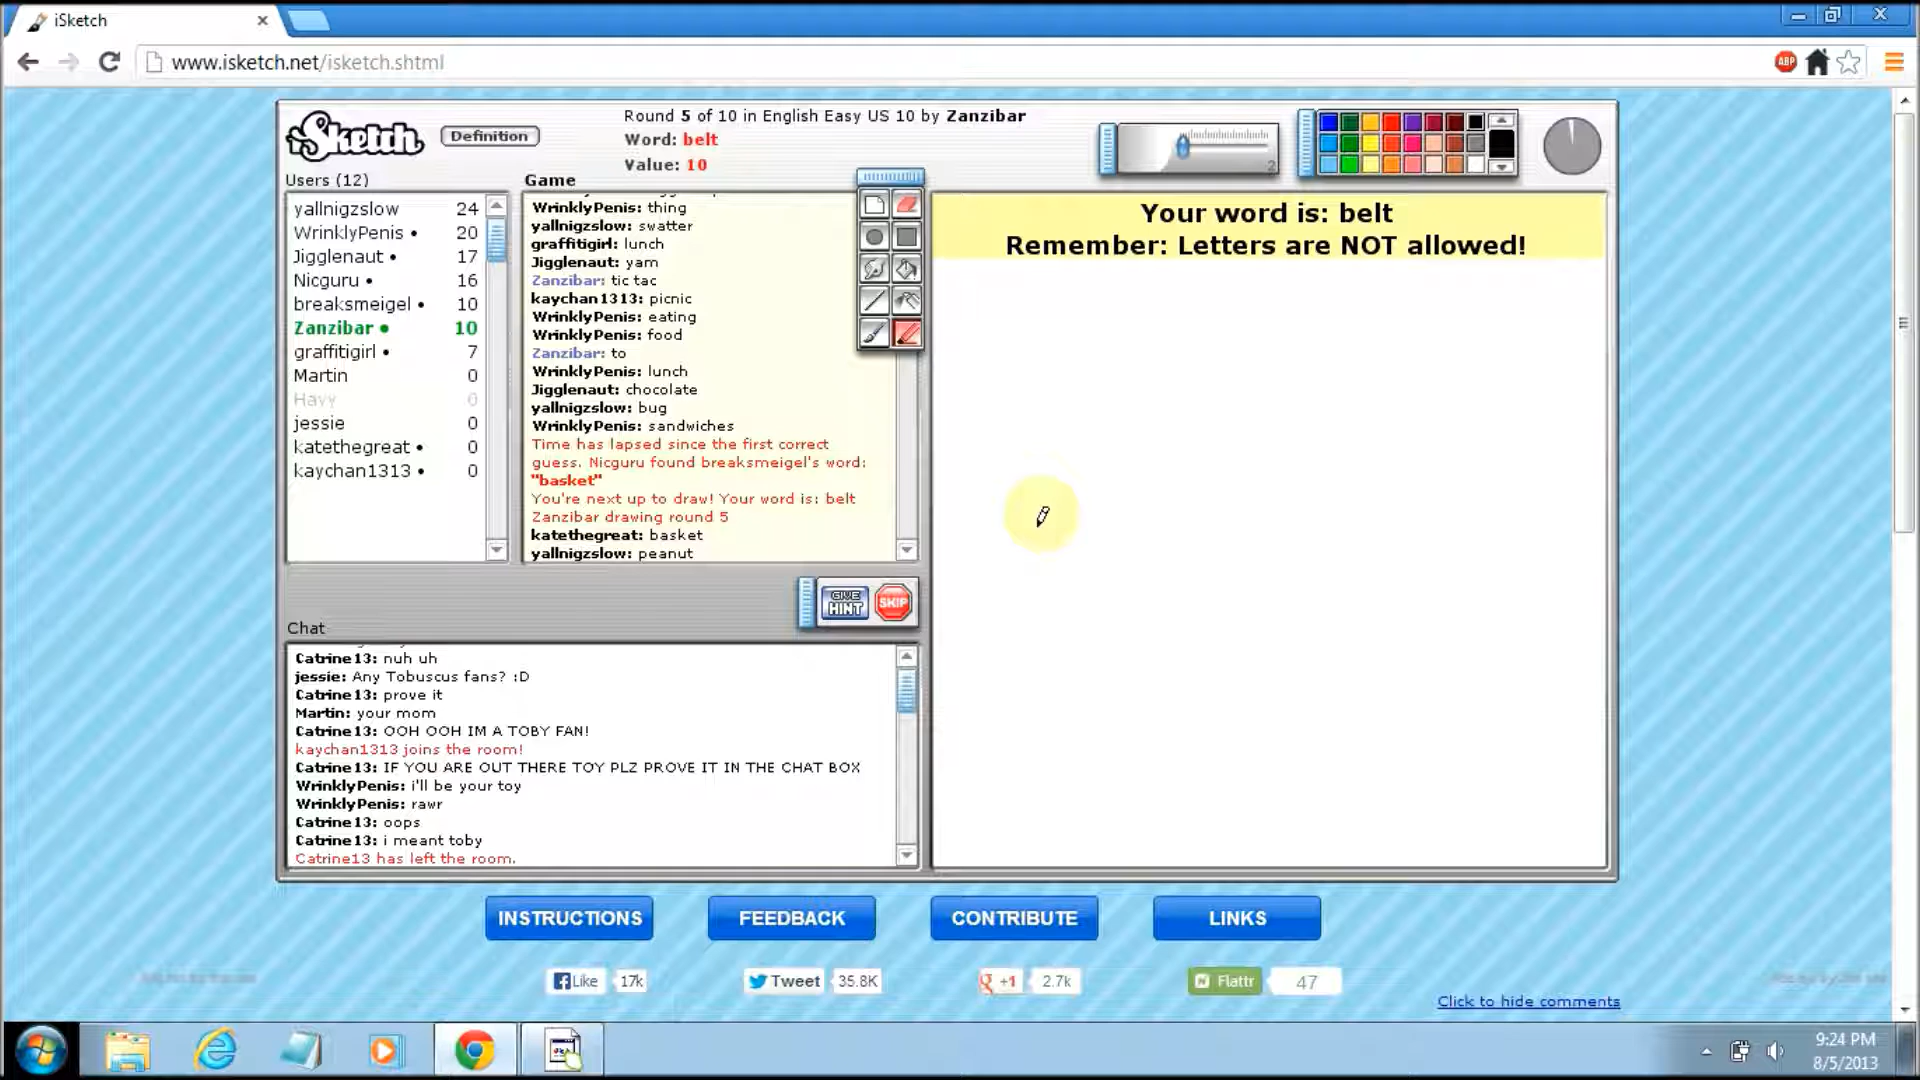 iSketch
www.isketch.net/isketch.shtml
ABP
iSketch
Definition
Round 5 of 10 in English Easy US 10 by Zanzibar
Word: belt
Value: 10
2
Users (12)
yallnigzslow 24
WrinklyPenis • 20
Jigglenaut • 17
Nicguru • 16
breaksmeigel • 10
Zanzibar • 10
graffitigirl • 7
Martin 0
Havy 0
jessie 0
katethegreat • 0
kaychan1313 • 0
Game
WrinklyPenis: thing
yallnigzslow: swatter
graffitigirl: lunch
Jigglenaut: yam
Zanzibar: tic tac
kaychan1313: picnic
WrinklyPenis: eating
WrinklyPenis: food
Zanzibar: to
WrinklyPenis: lunch
Jigglenaut: chocolate
yallnigzslow: bug
WrinklyPenis: sandwiches
Time has lapsed since the first correct
guess. Nicguru found breaksmeigel's word:
"basket"
You're next up to draw! Your word is: belt
Zanzibar drawing round 5
katethegreat: basket
yallnigzslow: peanut
GIVE
HINT
SKIP
Your word is: belt
Remember: Letters are NOT allowed!
Chat
Catrine13: nuh uh
jessie: Any Tobuscus fans? :D
Catrine13: prove it
Martin: your mom
Catrine13: OOH OOH IM A TOBY FAN!
kaychan1313 joins the room!
Catrine13: IF YOU ARE OUT THERE TOY PLZ PROVE IT IN THE CHAT BOX
WrinklyPenis: i'll be your toy
WrinklyPenis: rawr
Catrine13: oops
Catrine13: i meant toby
Catrine13 has left the room.
INSTRUCTIONS
FEEDBACK
CONTRIBUTE
LINKS
Like 17k
Tweet 35.8K
+1 2.7k
Flattr 47
Click to hide comments
9:24 PM
8/5/2013